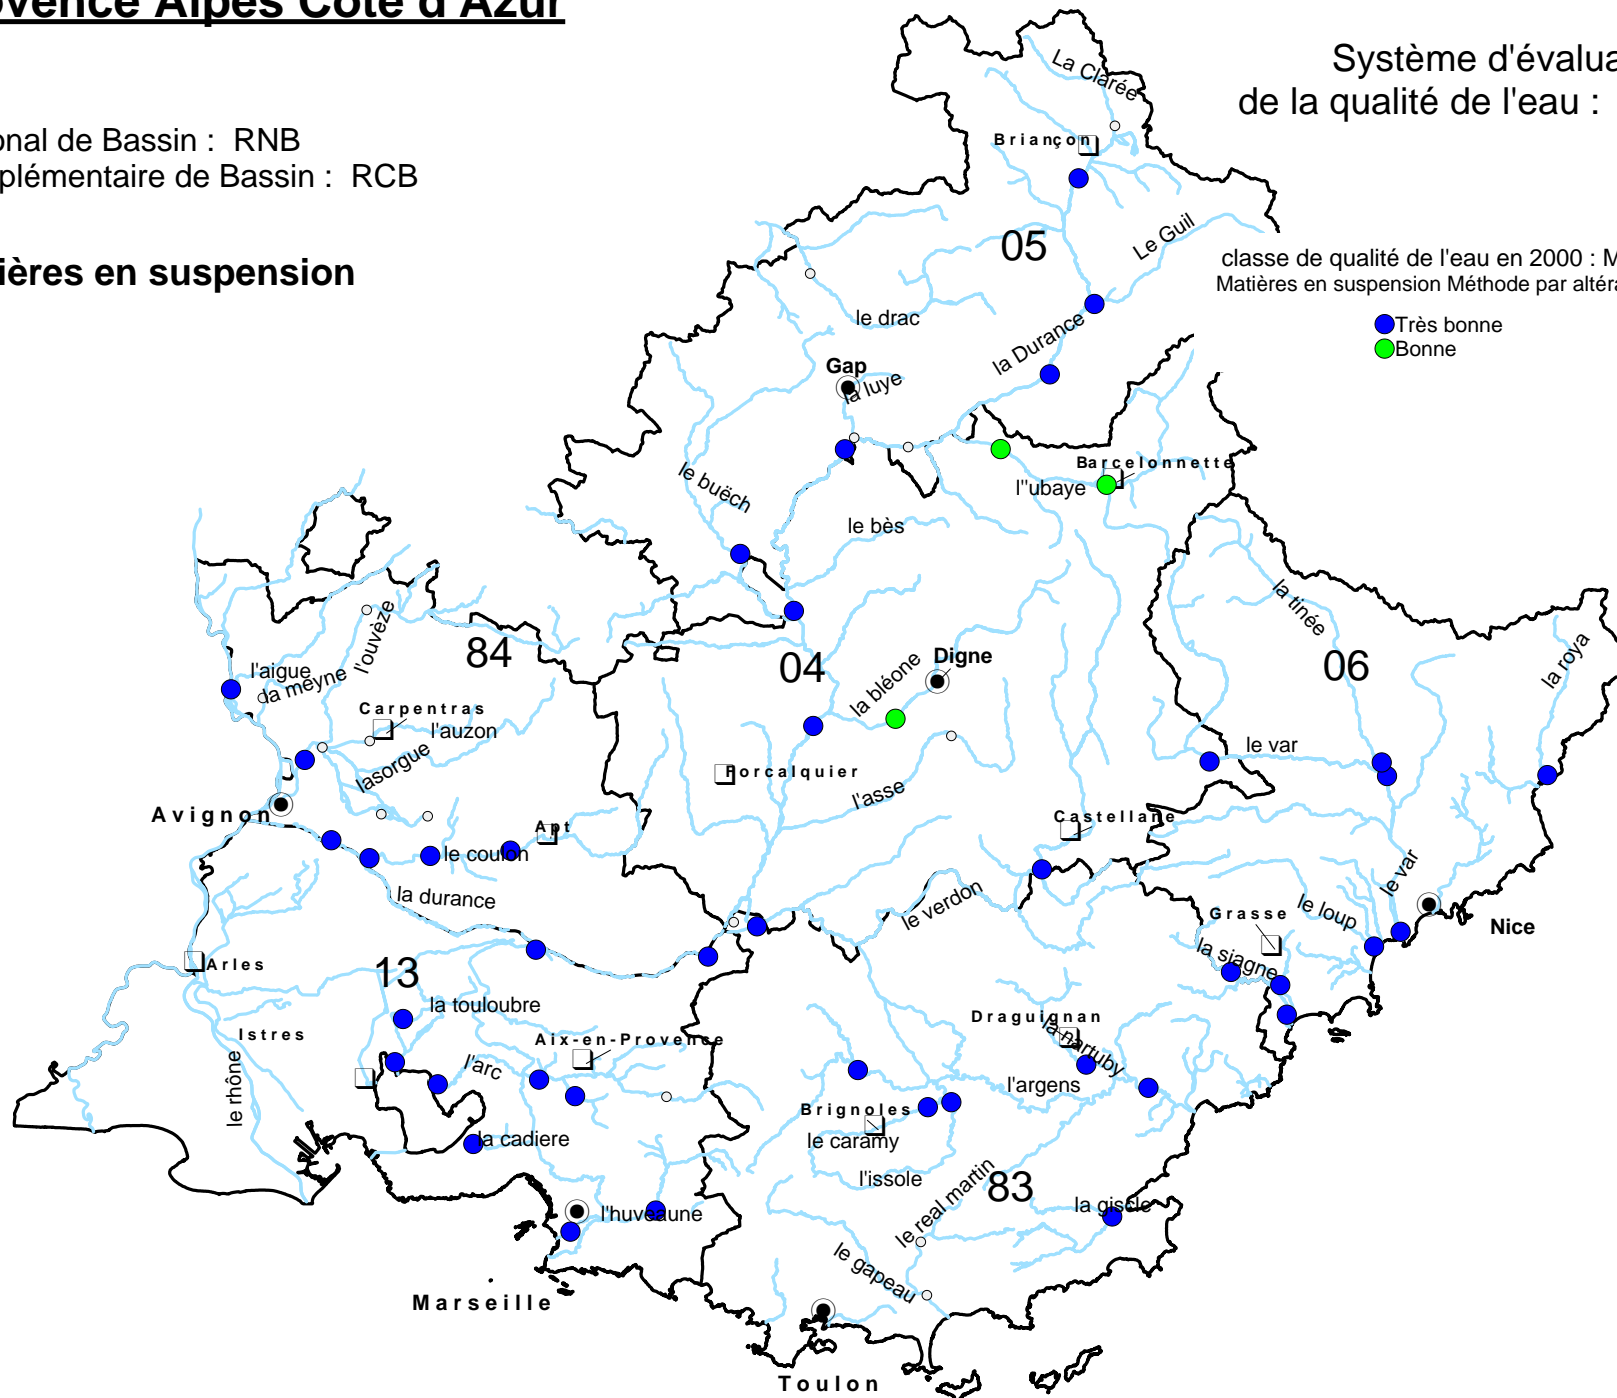 ovence Alpes Côte d'Azur
Système d'évalua
de la qualité de l'eau :
onal de Bassin : RNB
plémentaire de Bassin : RCB
ières en suspension
classe de qualité de l'eau en 2000 : M
Matières en suspension Méthode par altéra
Très bonne
Bonne
La Clarée
Briançon
05
Le Guil
le drac
la Durance
Gap
la luye
Barcelonnette
l''ubaye
le buëch
le bès
la tinée
l'ouvèze
84
04
la bléone
Digne
06
la roya
l'aigue
da meyne
Carpentras
l'auzon
lasorgue
Forcalquier
l'asse
le var
Avignon
Apt
le coulon
Castellane
la durance
le verdon
le var
Grasse
le loup
Nice
la siagne
Arles
13
la touloubre
Istres
Aix-en-Provence
Draguignan
la nartuby
l'arc
l'argens
le rhône
Brignoles
le caramy
la cadiere
l'issole
le real martin
83
la giscle
l'huveaune
le gapeau
Marseille
Toulon